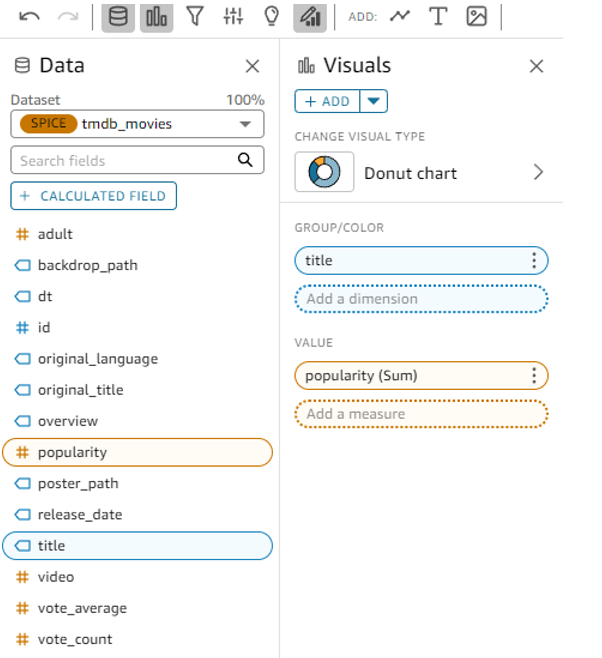 ADD:
Data
Dataset 100%
SPICE tmdb_movies
Search fields
+ CALCULATED FIELD
# adult
backdrop_path
dt
# id
original_language
original_title
overview
# popularity
poster_path
release_date
title
# video
# vote_average
# vote_count
Visuals
+ ADD
CHANGE VISUAL TYPE
Donut chart
GROUP/COLOR
title
Add a dimension
VALUE
popularity (Sum)
Add a measure